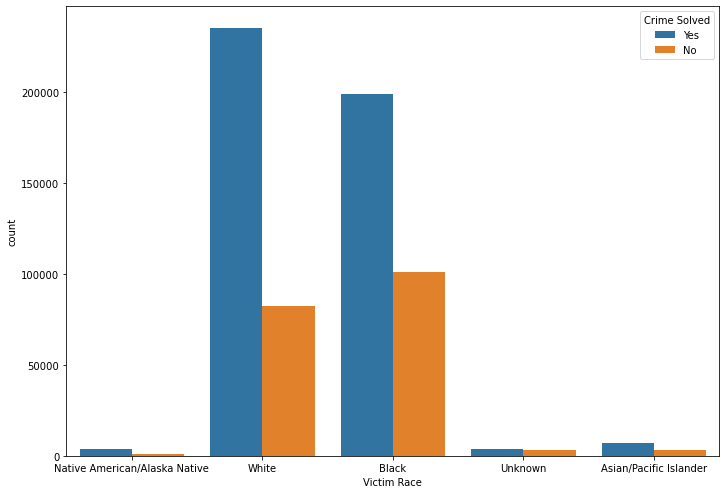 Crime Solved
Yes
No
200000
150000
100000
50000
0
count
Native American/Alaska Native White Black Unknown Asian/Pacific Islander
Victim Race